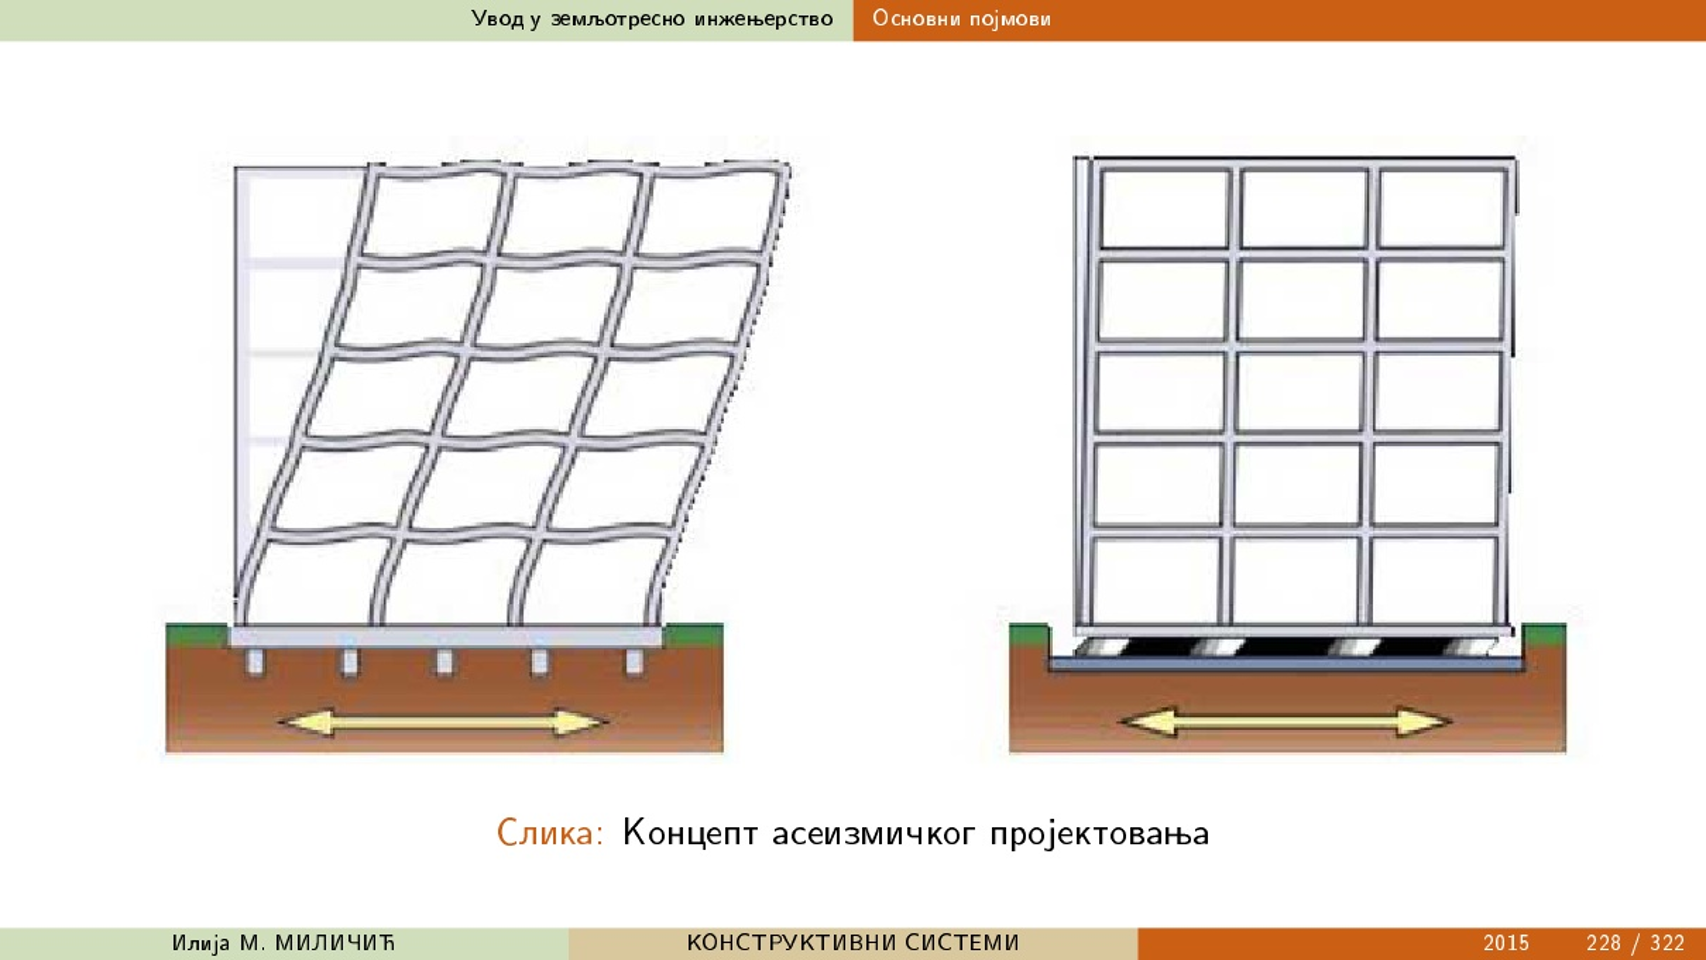 Увод у земљотресно инжењерство
Основни појмови
Слика: Концепт асеизмичког пројектовања
Илија М. МИЛИЧИЋ
КОНСТРУКТИВНИ СИСТЕМИ
2015
228 / 322